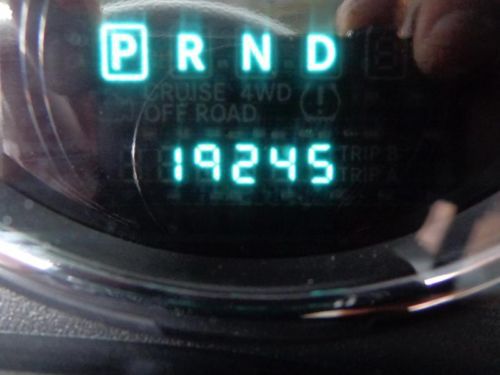 P R N D
CRUISE 4WD
OFF ROAD
19245
TRIP B
TRIP A